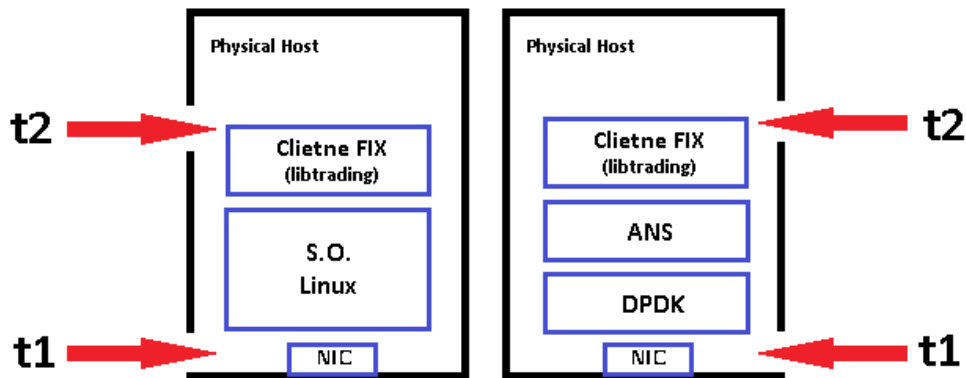 Physical Host
t2
Clietne FIX
(libtrading)
S.O.
Linux
t1
NIC
Physical Host
t2
Clietne FIX
(libtrading)
ANS
DPDK
NIC
t1